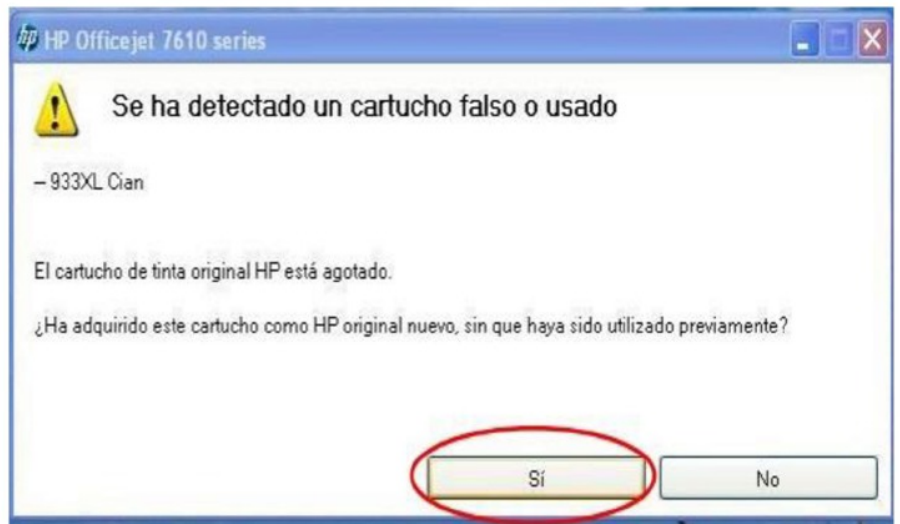 hp HP Officejet 7610 series
Se ha detectado un cartucho falso o usado
– 933XL Cian
El cartucho de tinta original HP está agotado.
¿Ha adquirido este cartucho como HP original nuevo, sin que haya sido utilizado previamente?
Sí No